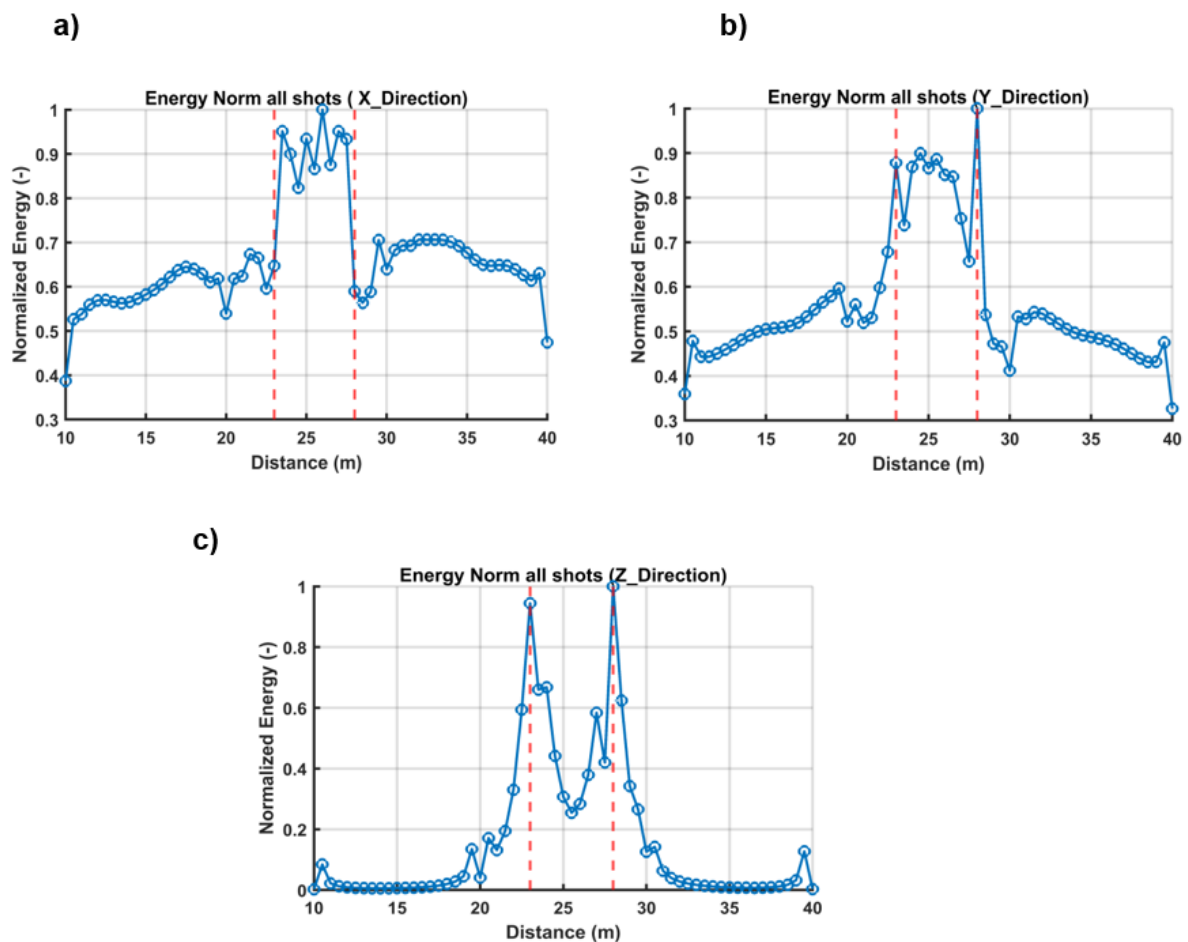 a)
Energy Norm all shots ( X_Direction)
Normalized Energy (-)
1
0.9
0.8
0.7
0.6
0.5
0.4
0.3
10 15 20 25 30 35 40
Distance (m)
b)
Energy Norm all shots (Y_Direction)
Normalized Energy (-)
1
0.9
0.8
0.7
0.6
0.5
0.4
0.3
10 15 20 25 30 35 40
Distance (m)
c)
Energy Norm all shots (Z_Direction)
Normalized Energy (-)
1
0.8
0.6
0.4
0.2
0
10 15 20 25 30 35 40
Distance (m)